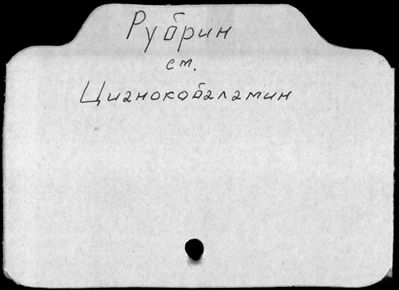 Рубрин
см.
Цианокобаламин